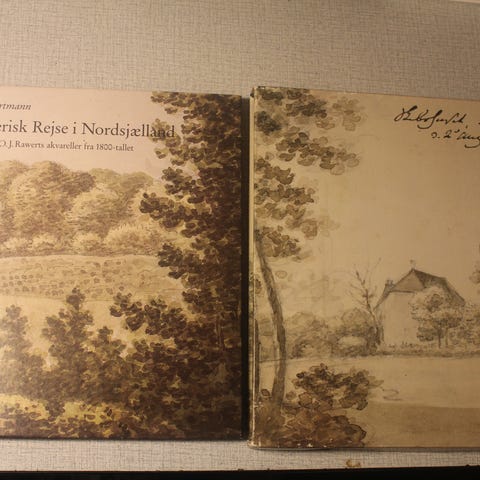 rtmann
erisk Rejse i Nordsjælland
O. J. Rawerts akvareller fra 1800-tallet